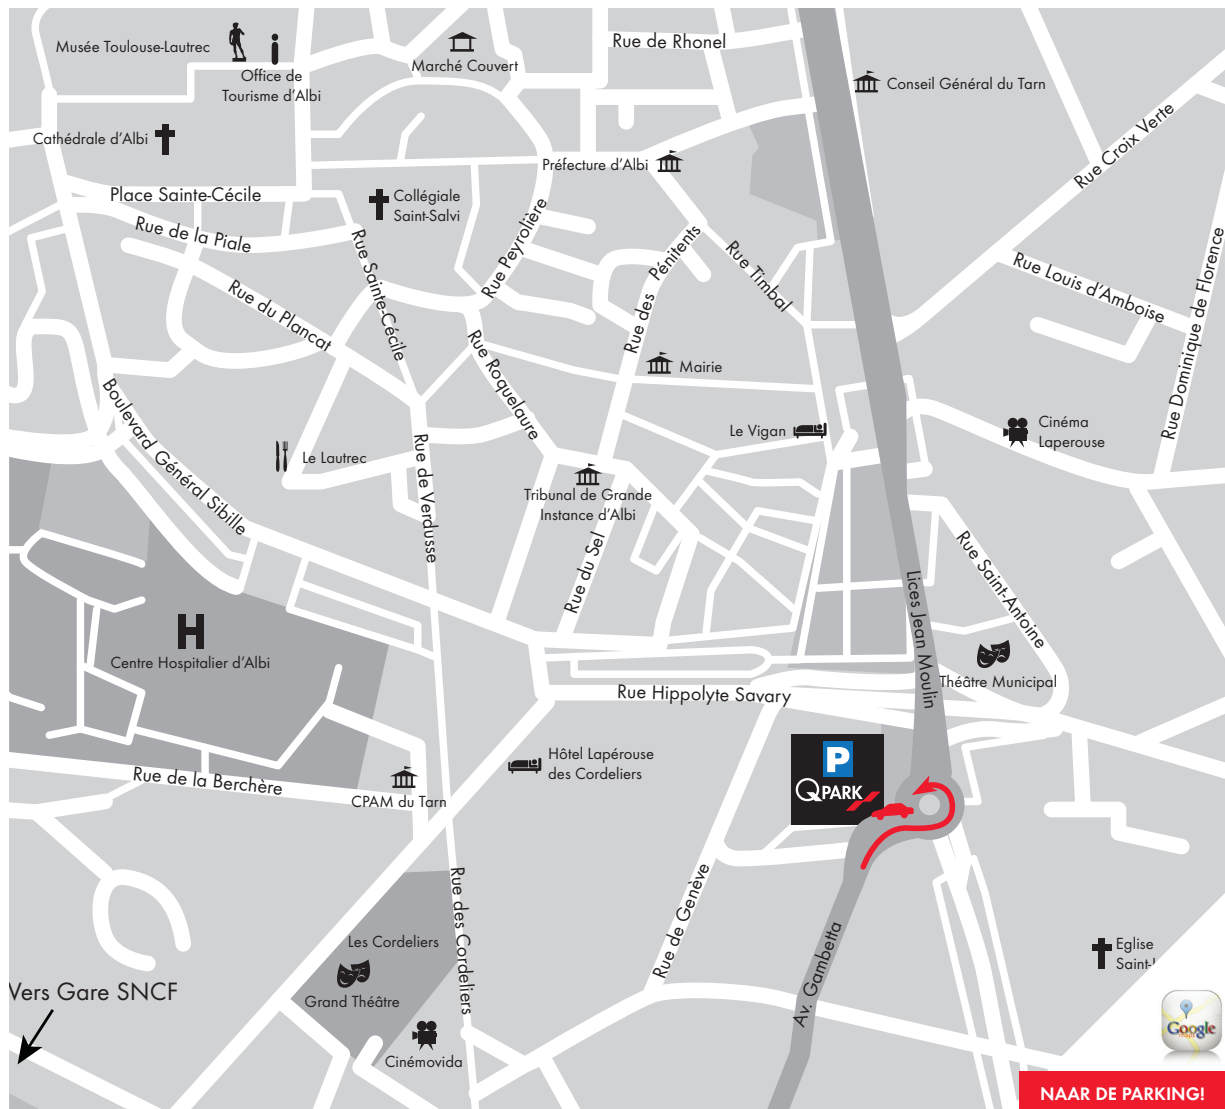 Rue de Rhonel
Musée Toulouse-Lautrec
Marché Couvert
Office de
Tourisme d'Albi
Conseil Général du Tarn
Cathédrale d'Albi
Rue Croix Verte
Préfecture d'Albi
Place Sainte-Cécile
Collégiale
Saint-Salvi
Rue de la Piale
Rue Peyrolière
Rue Sainte-Cécile
Rue des Pénitents
Rue Timbal
Rue Louis d'Amboise
Rue Dominique de Florence
Rue du Plancat
Rue Roquelaure
Mairie
Boulevard Général Sibille
Le Vigan
Cinéma
Laperouse
Le Lautrec
Rue de Verdusse
Tribunal de Grande
Instance d'Albi
Rue du Sel
Rue Saint-Antoine
Lices Jean Moulin
H
Centre Hospitalier d'Albi
Théâtre Municipal
Rue Hippolyte Savary
Hôtel Lapérouse
des Cordeliers
P
Q PARK
Rue de la Berchère
CPAM du Tarn
Rue des Cordeliers
Rue de Genève
Av. Gambetta
Les Cordeliers
Grand Théâtre
Eglise
Saint-
Vers Gare SNCF
Cinémovida
Google
maps
NAAR DE PARKING!